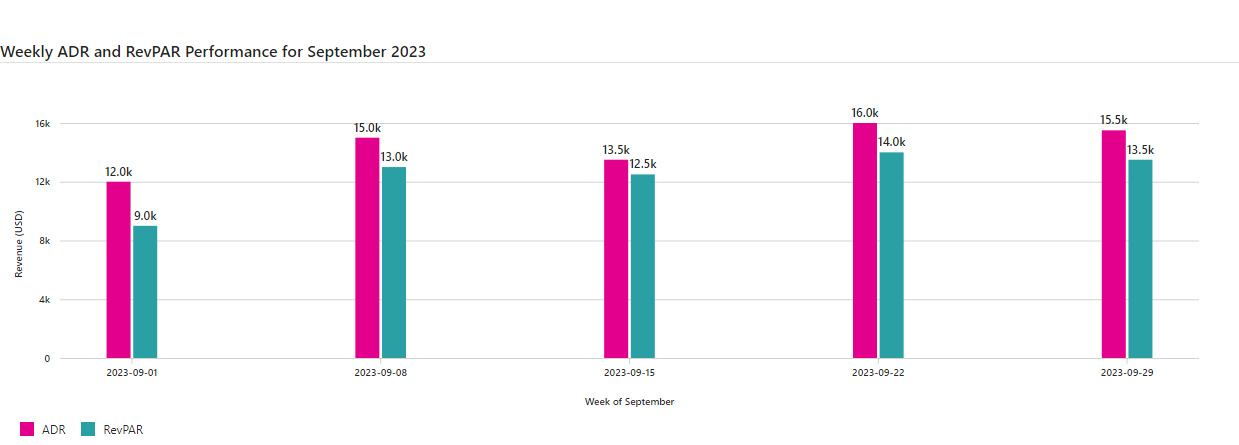 Weekly ADR and RevPAR Performance for September 2023
16k
12k
8k
4k
0
Revenue (USD)
12.0k
9.0k
15.0k
13.0k
13.5k
12.5k
16.0k
14.0k
15.5k
13.5k
2023-09-01
2023-09-08
2023-09-15
2023-09-22
2023-09-29
Week of September
ADR
RevPAR